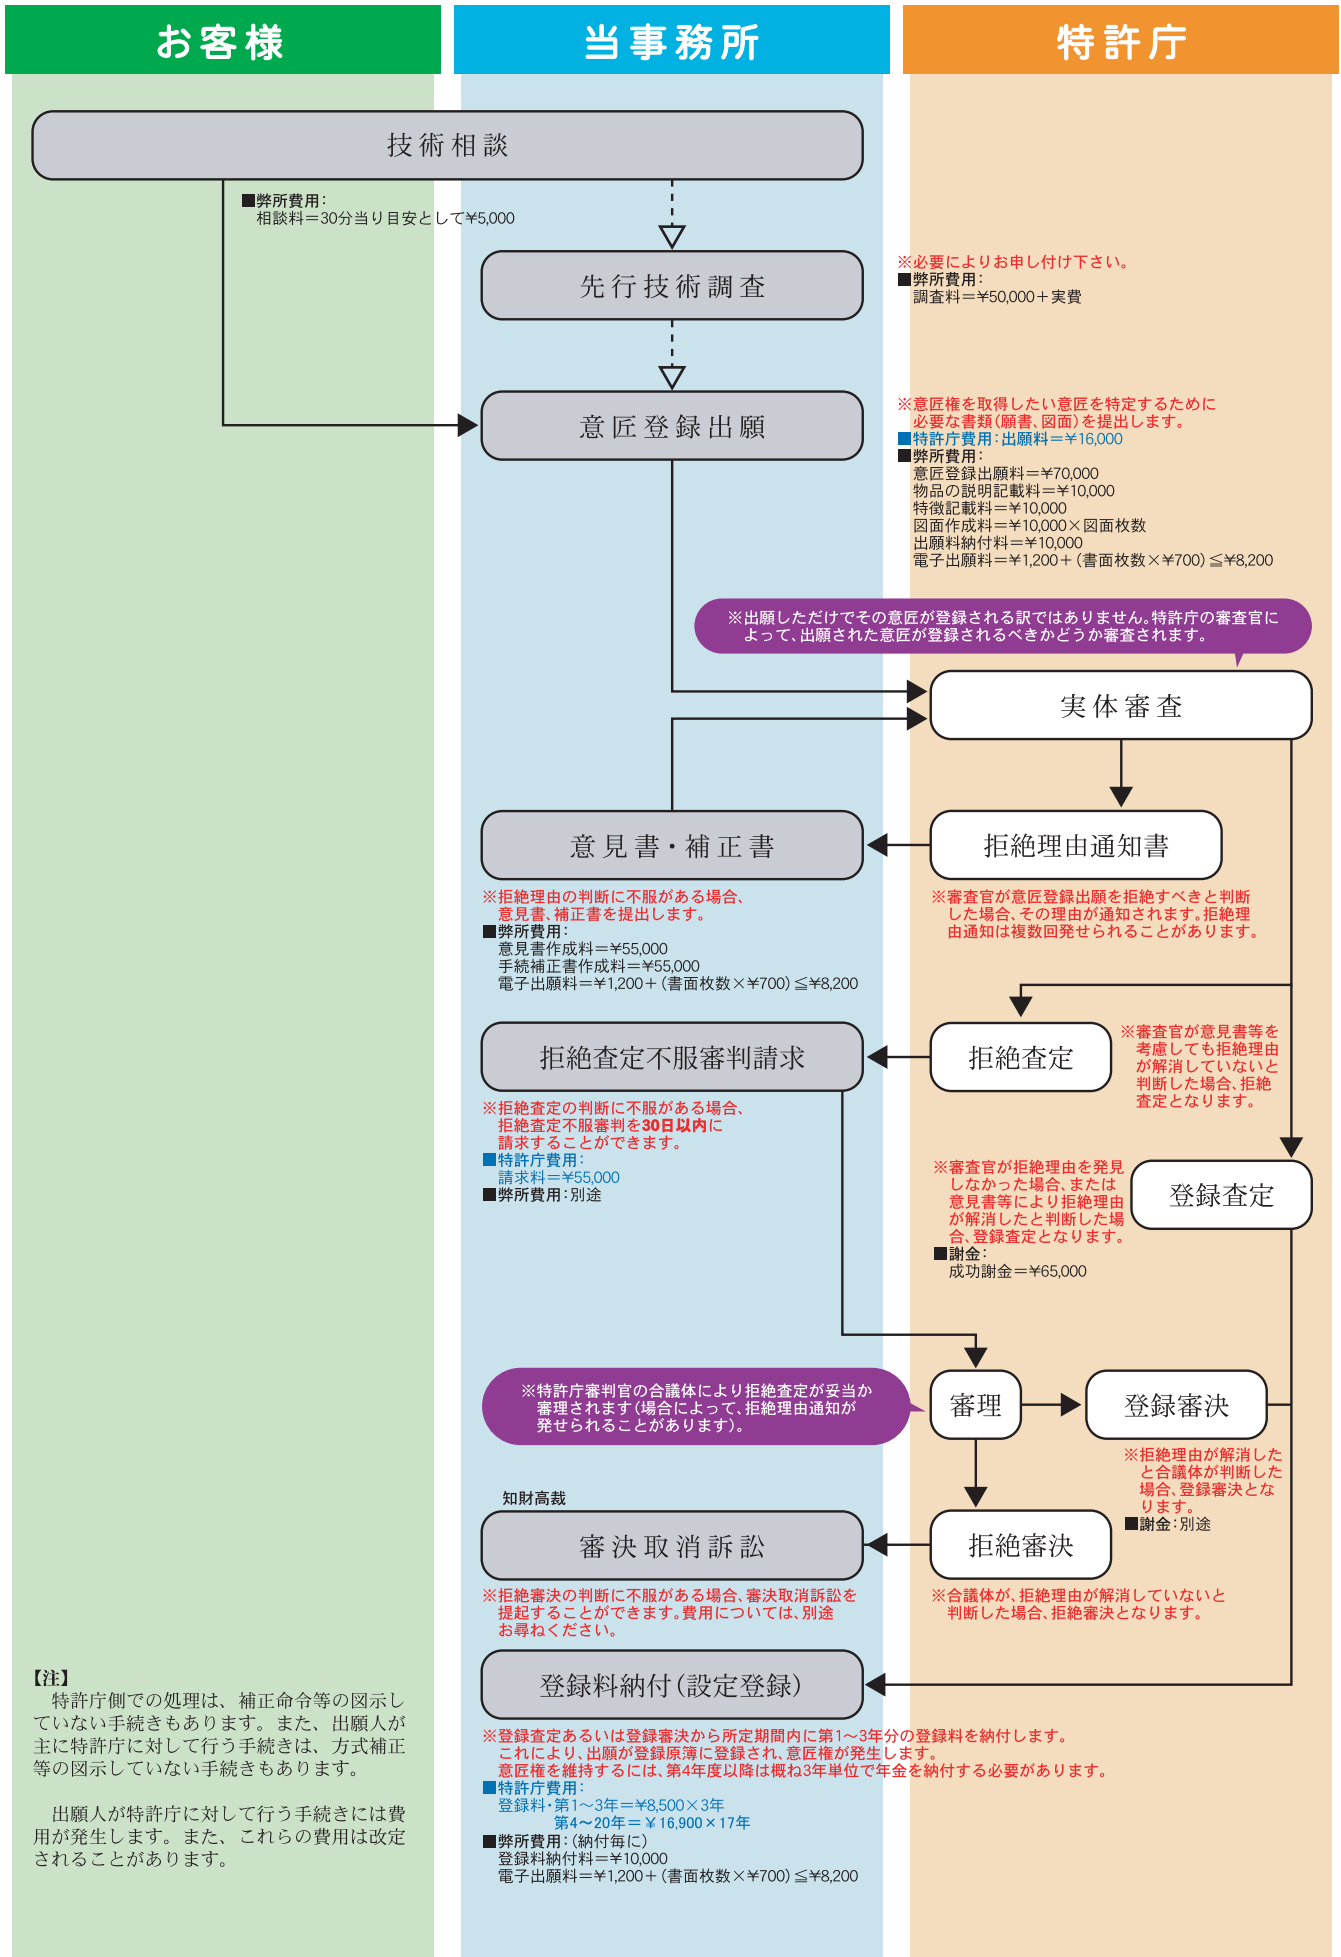 お客様
当事務所
特許庁
技術相談
■弊所費用：
相談料＝30分当り目安として¥5,000
先行技術調査
※必要によりお申し付け下さい。
■弊所費用：
調査料＝¥50,000＋実費
意匠登録出願
※意匠権を取得したい意匠を特定するために
必要な書類(願書、図面)を提出します。
■特許庁費用：出願料＝¥16,000
■弊所費用：
意匠登録出願料＝¥70,000
物品の説明記載料＝¥10,000
特徴記載料＝¥10,000
図面作成料＝¥10,000×図面枚数
出願料納付料＝¥10,000
電子出願料＝¥1,200＋(書面枚数×¥700)≦¥8,200
※出願しただけでその意匠が登録される訳ではありません。特許庁の審査官に
よって、出願された意匠が登録されるべきかどうか審査されます。
実体審査
意見書・補正書
拒絶理由通知書
※拒絶理由の判断に不服がある場合、
意見書、補正書を提出します。
■弊所費用：
意見書作成料＝¥55,000
手続補正書作成料＝¥55,000
電子出願料＝¥1,200＋(書面枚数×¥700)≦¥8,200
※審査官が意匠登録出願を拒絶すべきと判断
した場合、その理由が通知されます。拒絶理
由通知は複数回発せられることがあります。
拒絶査定不服審判請求
拒絶査定
※審査官が意見書等を
考慮しても拒絶理由
が解消していないと
判断した場合、拒絶
査定となります。
※拒絶査定の判断に不服がある場合、
拒絶査定不服審判を30日以内に
請求することができます。
■特許庁費用：
請求料＝¥55,000
■弊所費用：別途
※審査官が拒絶理由を発見
しなかった場合、または
意見書等により拒絶理由
が解消したと判断した場
合、登録査定となります。
■謝金：
成功謝金＝¥65,000
登録査定
※特許庁審判官の合議体により拒絶査定が妥当か
審理されます(場合によって、拒絶理由通知が
発せられることがあります)。
審理
登録審決
※拒絶理由が解消した
と合議体が判断した
場合、登録審決とな
ります。
■謝金：別途
知財高裁
審決取消訴訟
拒絶審決
※拒絶審決の判断に不服がある場合、審決取消訴訟を
提起することができます。費用については、別途
お尋ねください。
※合議体が、拒絶理由が解消していないと
判断した場合、拒絶審決となります。
登録料納付(設定登録)
※登録査定あるいは登録審決から所定期間内に第1～3年分の登録料を納付します。
これにより、出願が登録原簿に登録され、意匠権が発生します。
意匠権を維持するには、第4年度以降は概ね3年単位で年金を納付する必要があります。
■特許庁費用：
登録料・第1～3年＝¥8,500×3年
第4～20年＝￥16,900×17年
■弊所費用：(納付毎に)
登録料納付料＝¥10,000
電子出願料＝¥1,200＋(書面枚数×¥700)≦¥8,200
【注】
特許庁側での処理は、補正命令等の図示し
ていない手続きもあります。また、出願人が
主に特許庁に対して行う手続きは、方式補正
等の図示していない手続きもあります。
出願人が特許庁に対して行う手続きには費
用が発生します。また、これらの費用は改定
されることがあります。